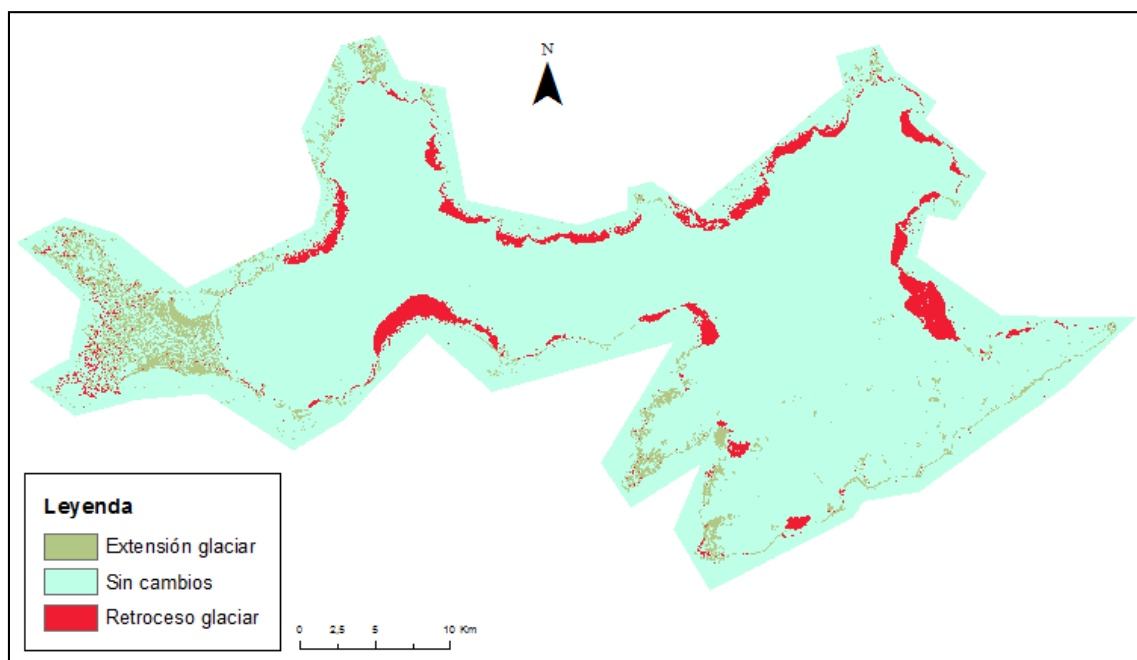 N
Leyenda
Extensión glaciar
Sin cambios
Retroceso glaciar
0 2,5 5 10 Km